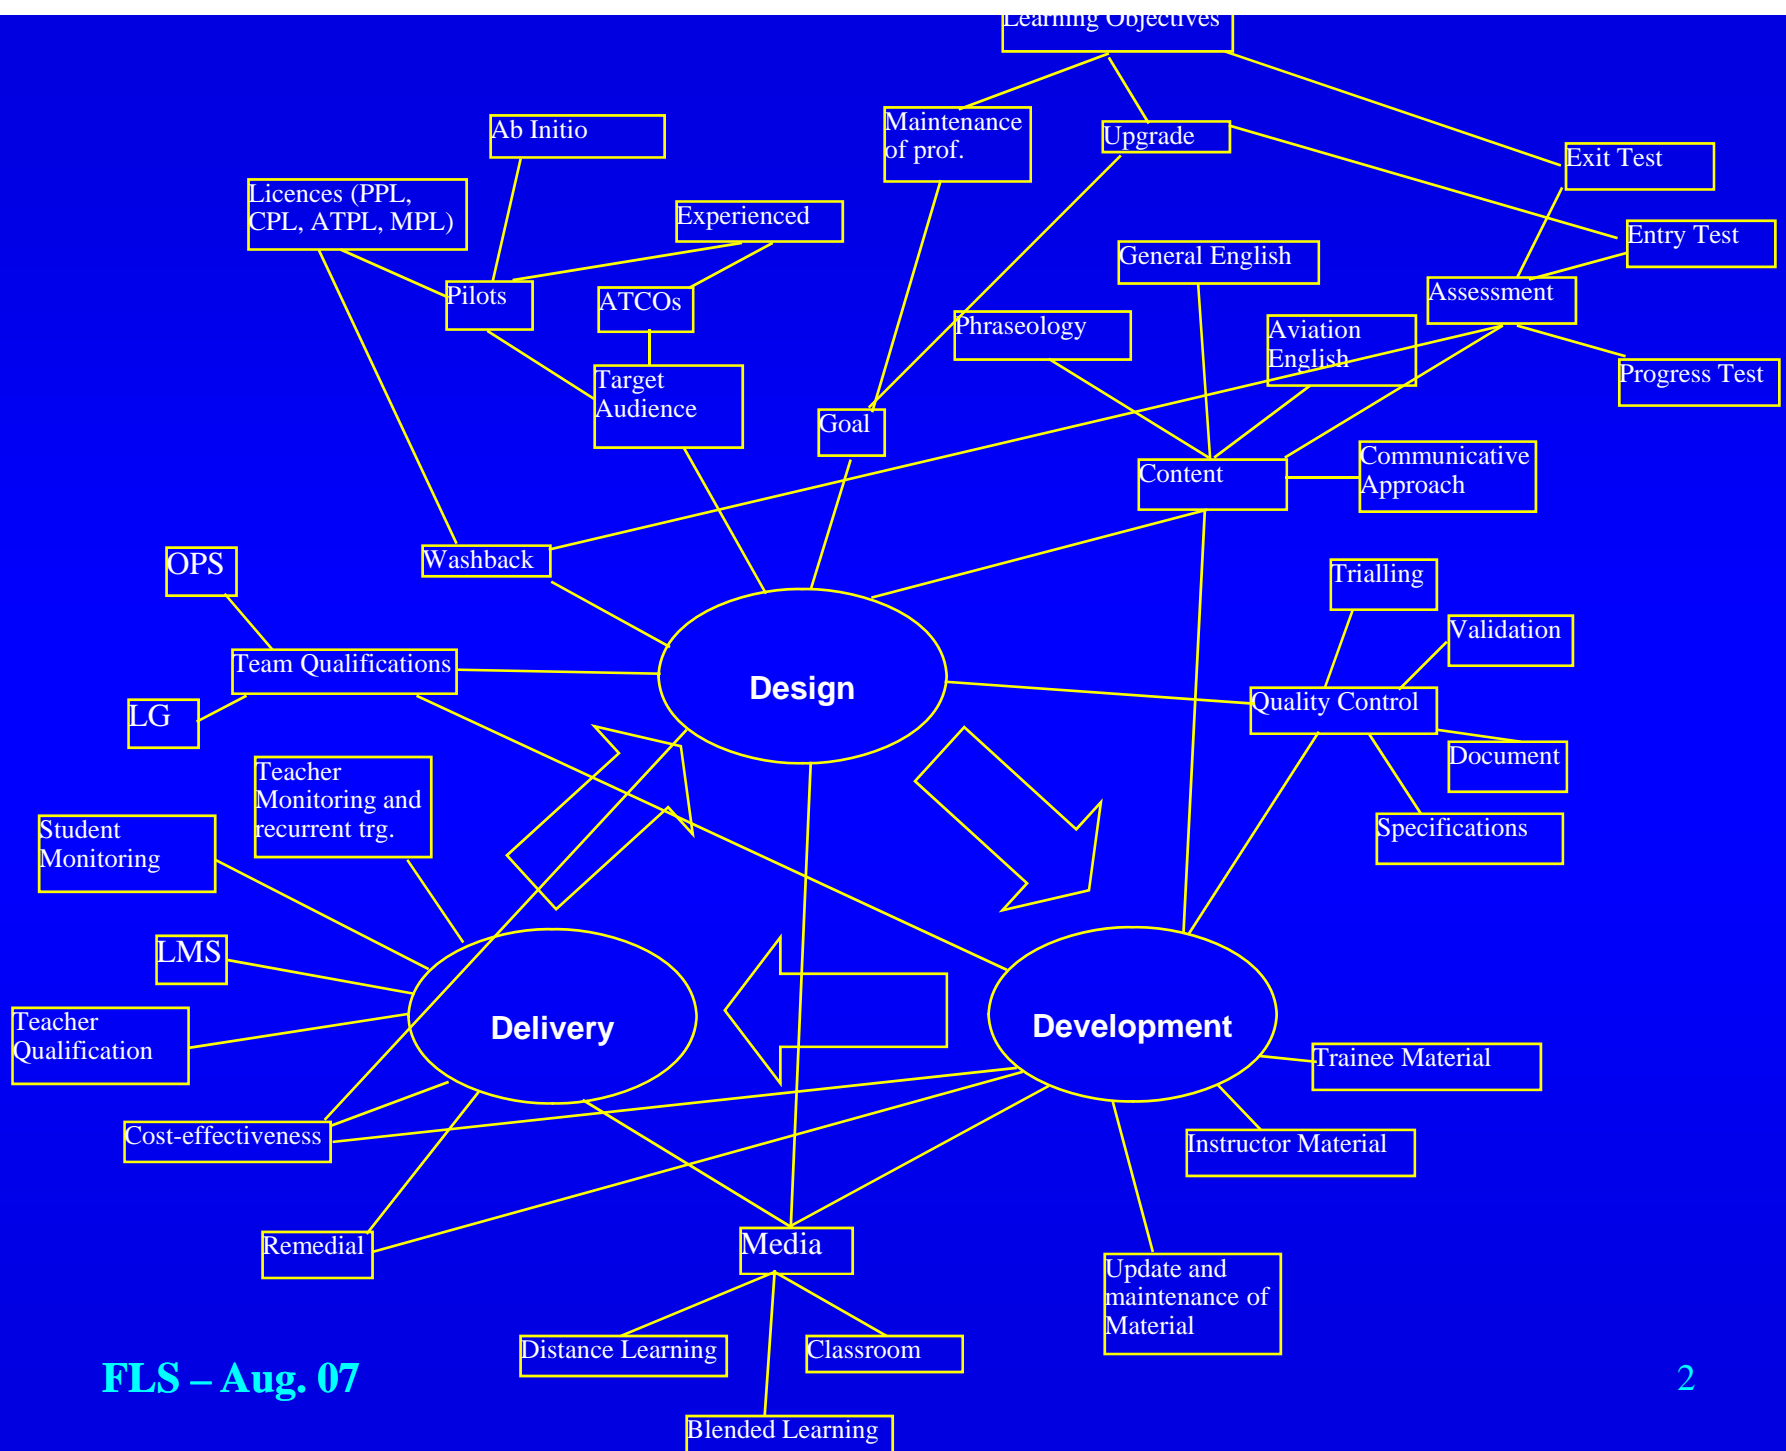 Learning Objectives
Ab Initio
Maintenance
of prof.
Upgrade
Exit Test
Licences (PPL,
CPL, ATPL, MPL)
Experienced
Entry Test
General English
Pilots
ATCOs
Assessment
Phraseology
Aviation
English
Target
Audience
Progress Test
Goal
Content
Communicative
Approach
OPS
Washback
Trialling
Validation
Team Qualifications
Design
Quality Control
LG
Document
Teacher
Monitoring and
recurrent trg.
Student
Monitoring
Specifications
LMS
Teacher
Qualification
Delivery
Development
Trainee Material
Cost-effectiveness
Instructor Material
Remedial
Media
Update and
maintenance of
Material
Distance Learning
Classroom
FLS – Aug. 07
2
Blended Learning